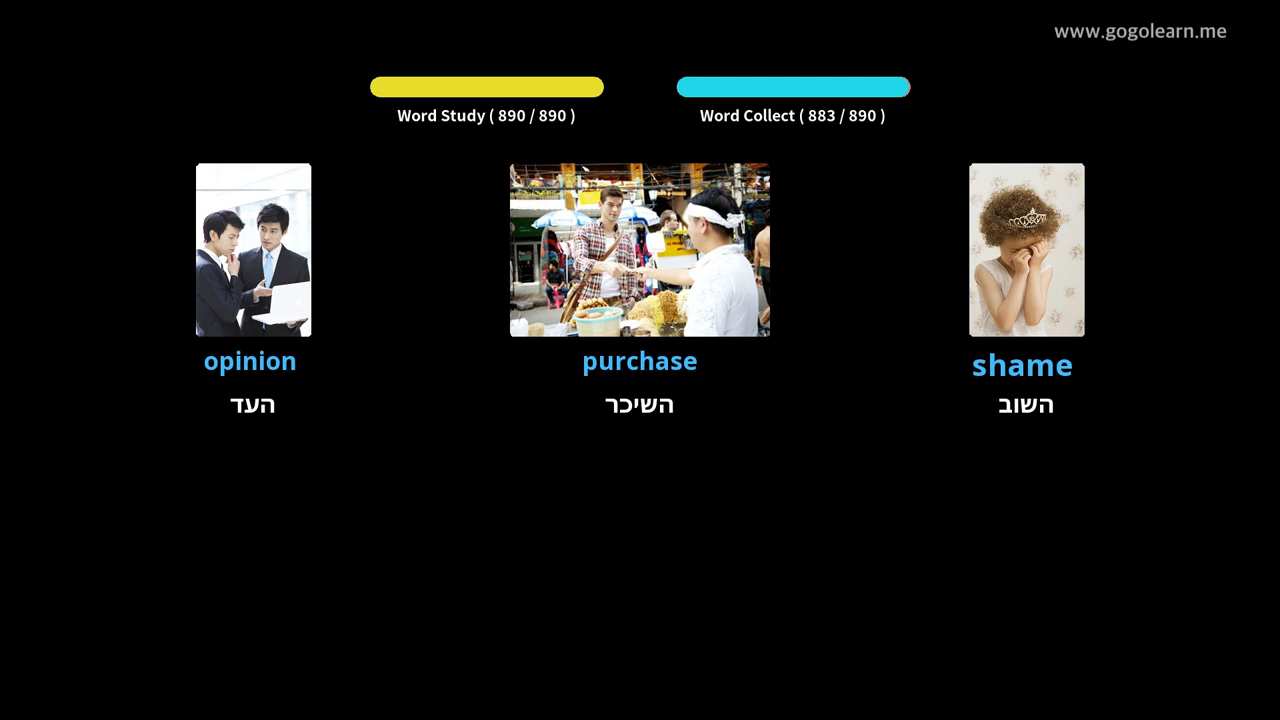 www.gogolearn.me
Word Study ( 890 / 890 )
Word Collect ( 883 / 890 )
opinion
purchase
shame
העד
השיכר
השוב